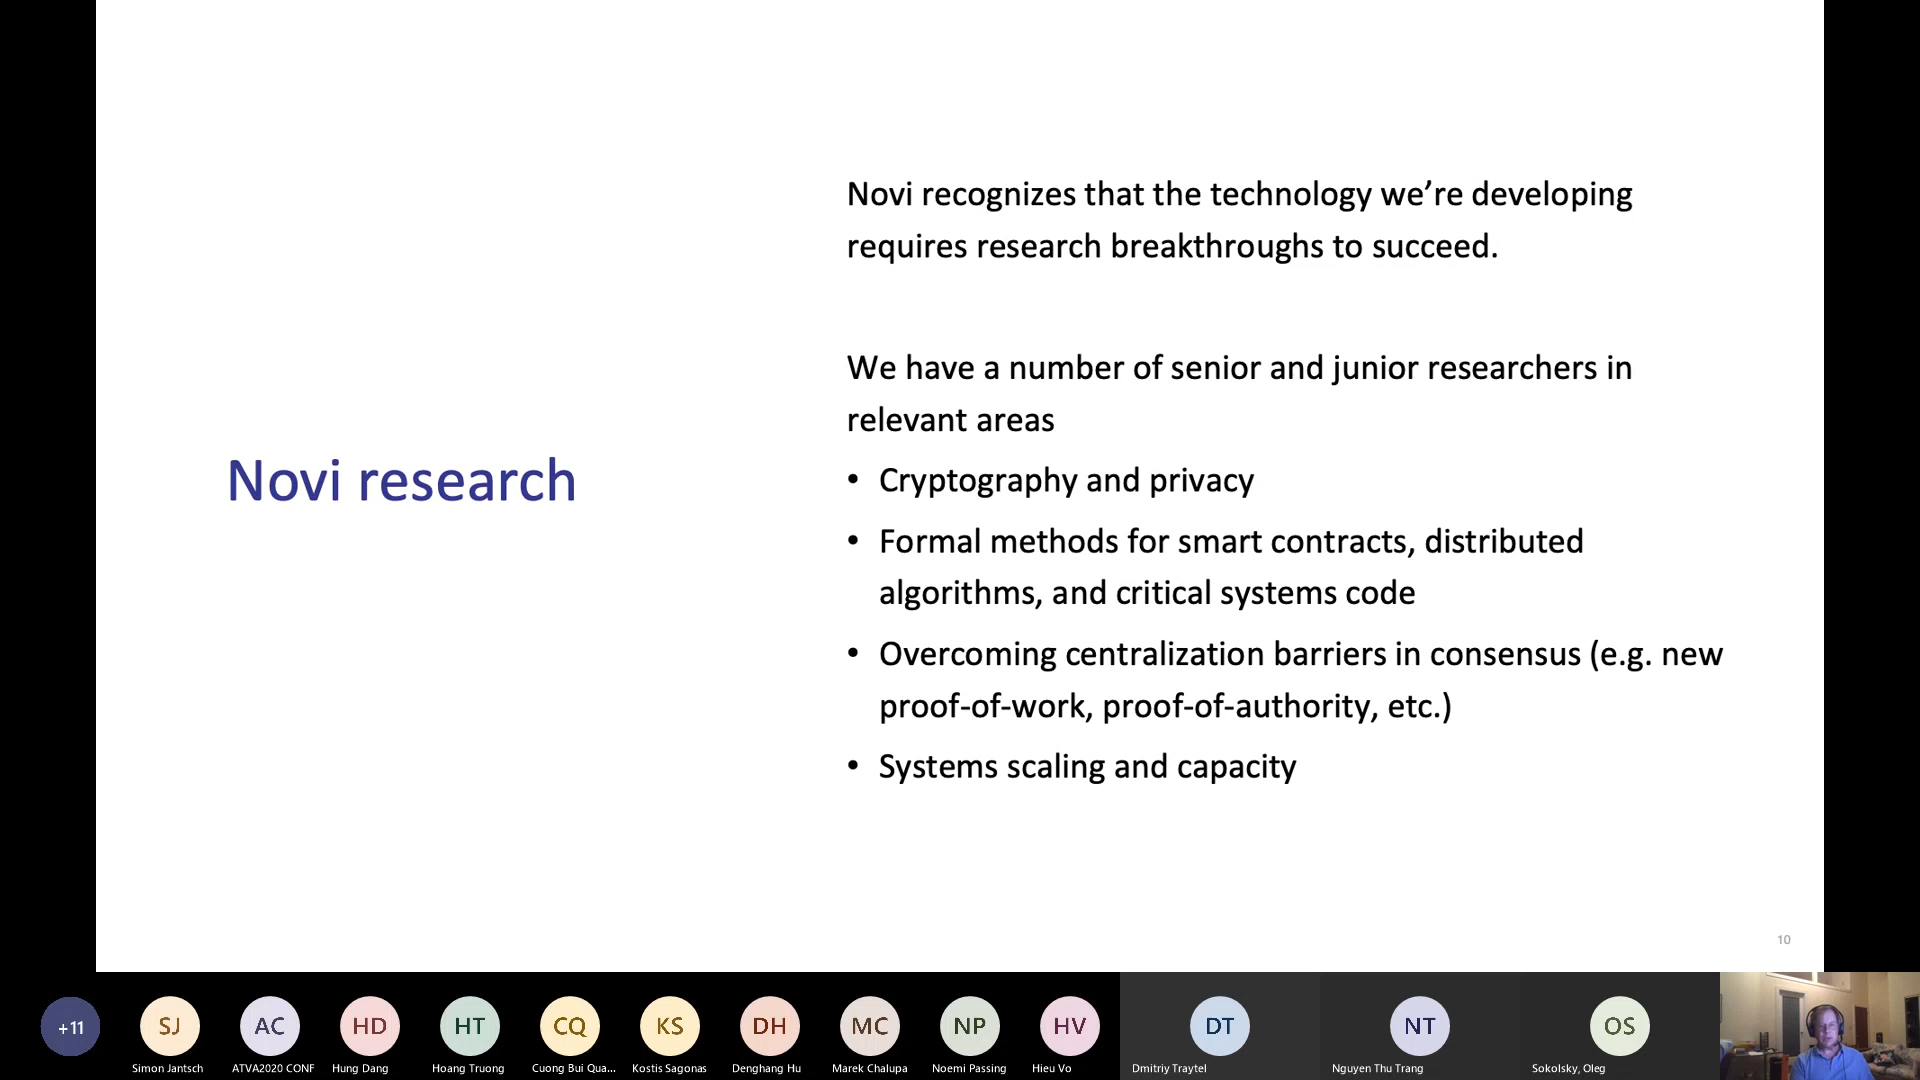 Novi recognizes that the technology we're developing
requires research breakthroughs to succeed.
We have a number of senior and junior researchers in
relevant areas
Novi research
• Cryptography and privacy
• Formal methods for smart contracts, distributed
algorithms, and critical systems code
• Overcoming centralization barriers in consensus (e.g. new
proof-of-work, proof-of-authority, etc.)
• Systems scaling and capacity
10
+11
SJ
AC
HD
HT
CQ
KS
DH
MC
NP
HV
DT
NT
OS
Simon Jantsch
ATVA2020 CONF
Hung Dang
Hoang Truong
Cuong Bui Qua...
Kostis Sagonas
Denghang Hu
Marek Chalupa
Noemi Passing
Hieu Vo
Dmitriy Traytel
Nguyen Thu Trang
Sokolsky, Oleg